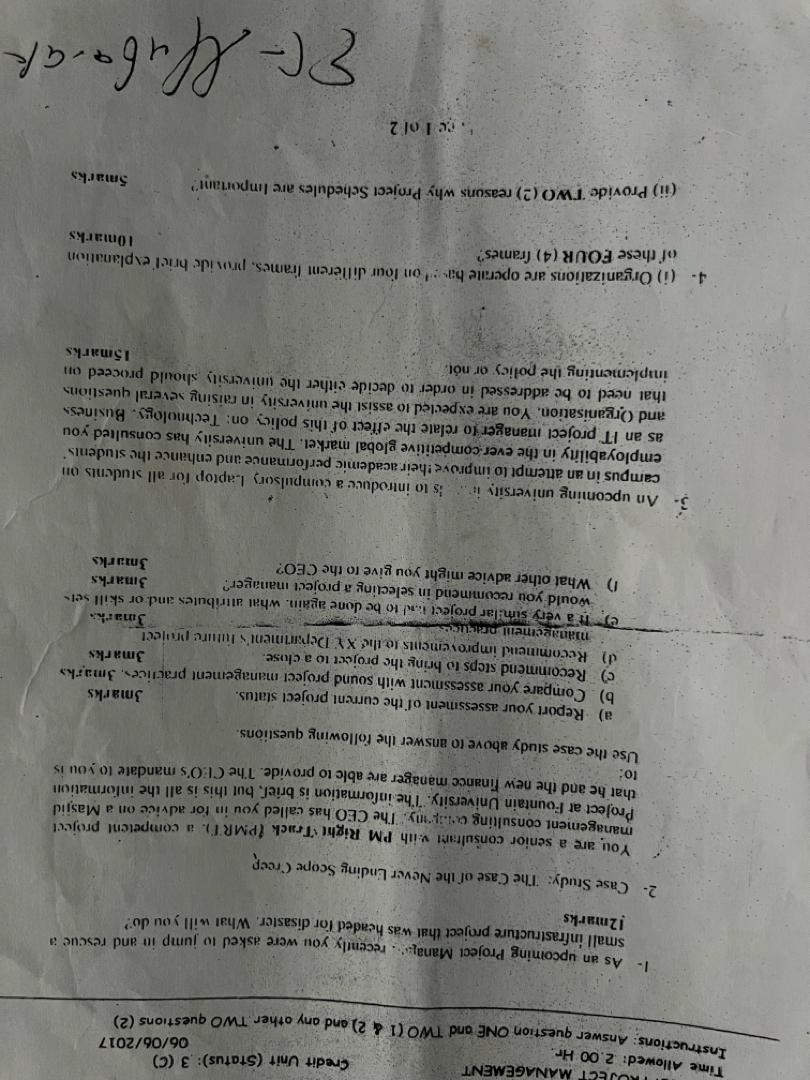 PROJECT MANAGEMENT
Credit Unit (Status): 3 (C)
Time Allowed: 2.00 Hr.
06/06/2017
Instructions: Answer question ONE and TWO (1 & 2) and any other TWO questions (2)
1- As an upcoming Project recently you were asked to jump in and rescue a
small infrastructure project that was headed for disaster. What will you do?
12marks
2- Case Study: The Case of the Never Ending Scope Creep
You are a senior consultant with PM Right Track (PMRT), a competent project
management consulting company. The CEO has called you in for advice on a Masjid
Project at Fountain University. The information is brief, but this is all the information
that he and the new finance manager are able to provide. The CEO's mandate to you is
to:
Use the case study above to answer the following questions.
a) Report your assessment of the current project status. 3marks
b) Compare your assessment with sound project management practices. 3marks
c) Recommend steps to bring the project to a close. 3marks
d) Recommend improvements to the XY Department's future project
management practices 3marks
e) If a very similar project had to be done again, what attributes and or skill sets
would you recommend in selecting a project manager? 3marks
f) What other advice might you give to the CEO? 3marks
3- An upcoming university to introduce a compulsory Laptop for all students on
campus in an attempt to improve their academic performance and enhance the students'
employability in the ever-competitive global market. The university has consulted you
as an IT project manager to relate the effect of this policy on: Technology, Business
and Organisation. You are expected to assist the university in raising several questions
that need to be addressed in order to decide either the university should proceed on
implementing the policy or not. 15marks
4- (i) Organizations are operate on four different frames, provide brief explanation
of these FOUR (4) frames? 10marks
(ii) Provide TWO (2) reasons why Project Schedules are Important? 5marks
1 of 2
Mubarak